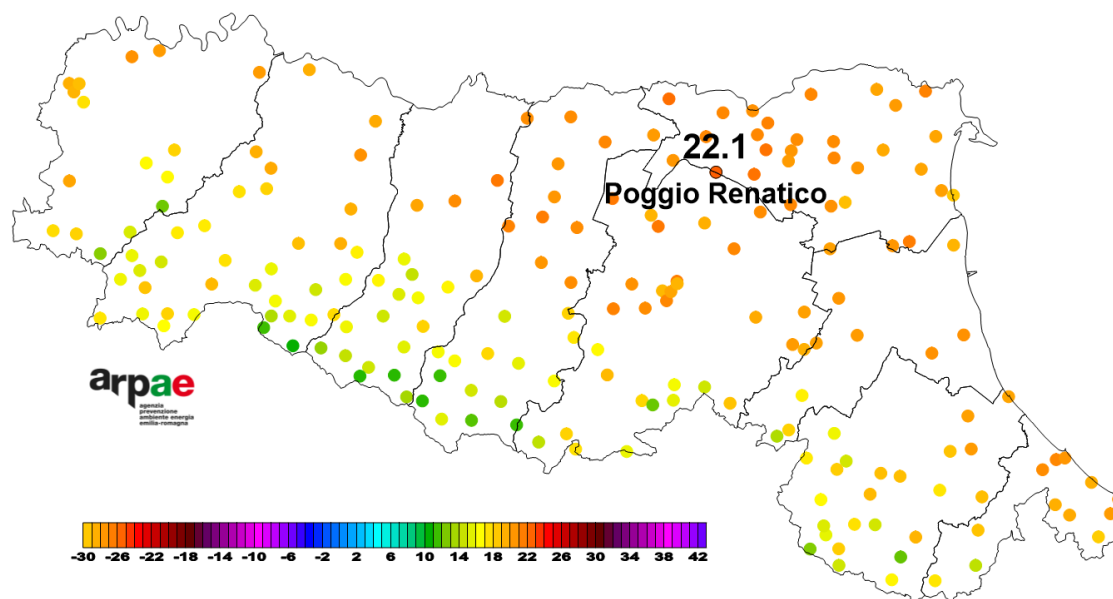 22.1
Poggio Renatico
arpae
agenzia
prevenzione
ambiente energia
emilia-romagna
-30 -26 -22 -18 -14 -10 -6 -2 2 6 10 14 18 22 26 30 34 38 42